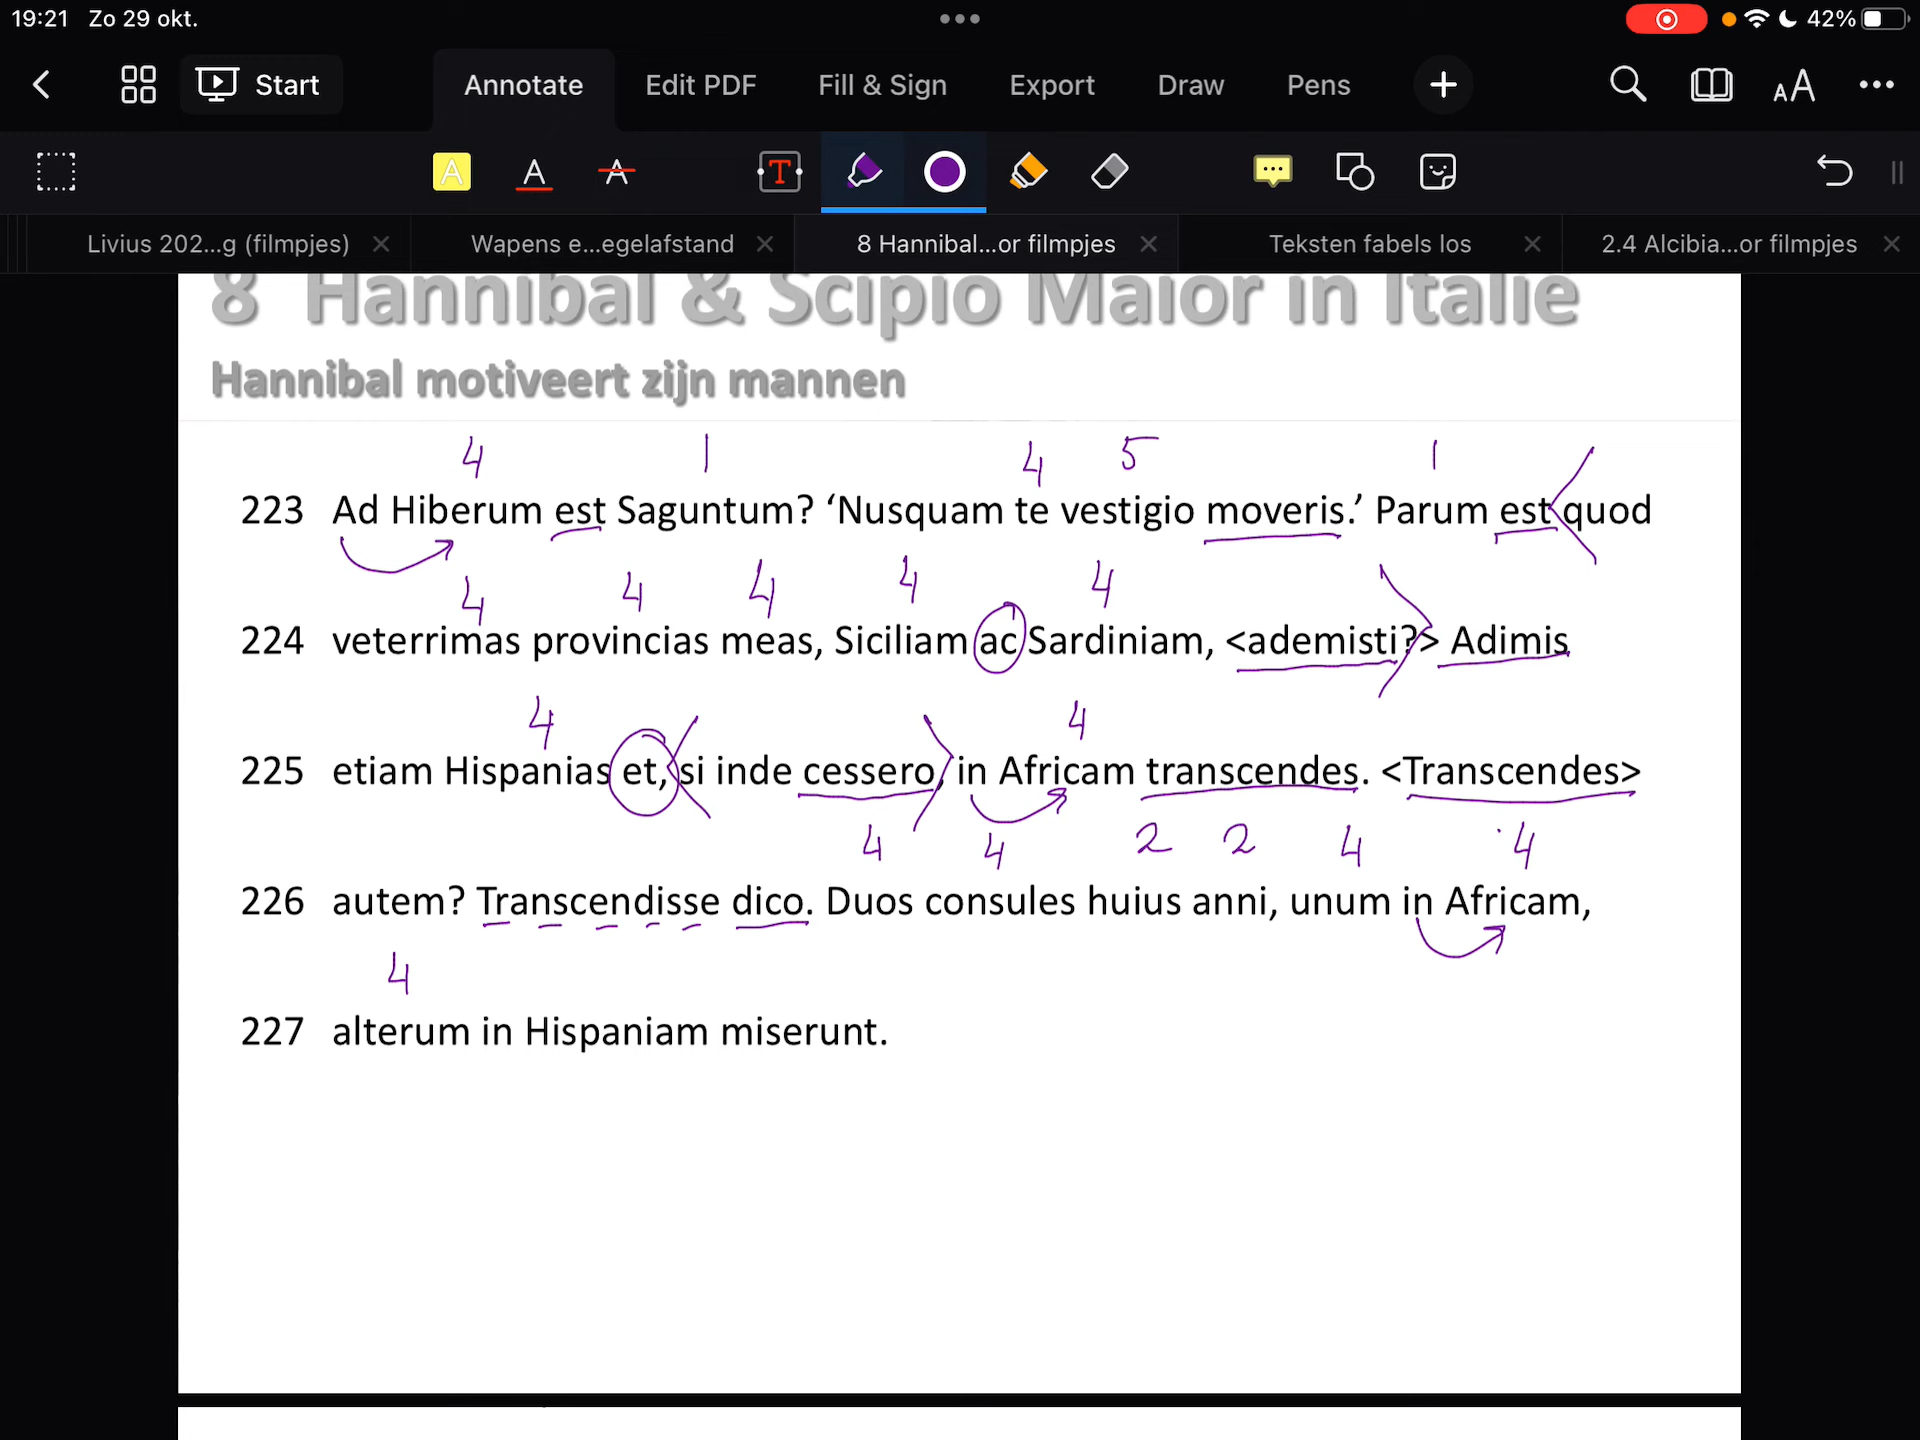 19:21 Zo 29 okt. 42%
Start Annotate Edit PDF Fill & Sign Export Draw Pens + AA
A A A T
Livius 202...g (filmpjes) Wapens e...egelafstand 8 Hannibal...or filmpjes Teksten fabels los 2.4 Alcibia...or filmpjes
8 Hannibal & Scipio Maior in Italië
Hannibal motiveert zijn mannen
4 1 4 5 1
223 Ad Hiberum est Saguntum? ‘Nusquam te vestigio moveris.’ Parum est quod
4 4 4 4 4
224 veterrimas provincias meas, Siciliam ac Sardiniam, <ademisti?> Adimis
4 4
225 etiam Hispanias et, si inde cessero, in Africam transcendes. <Transcendes>
4 4 2 2 4 4
226 autem? Transcendisse dico. Duos consules huius anni, unum in Africam,
4
227 alterum in Hispaniam miserunt.